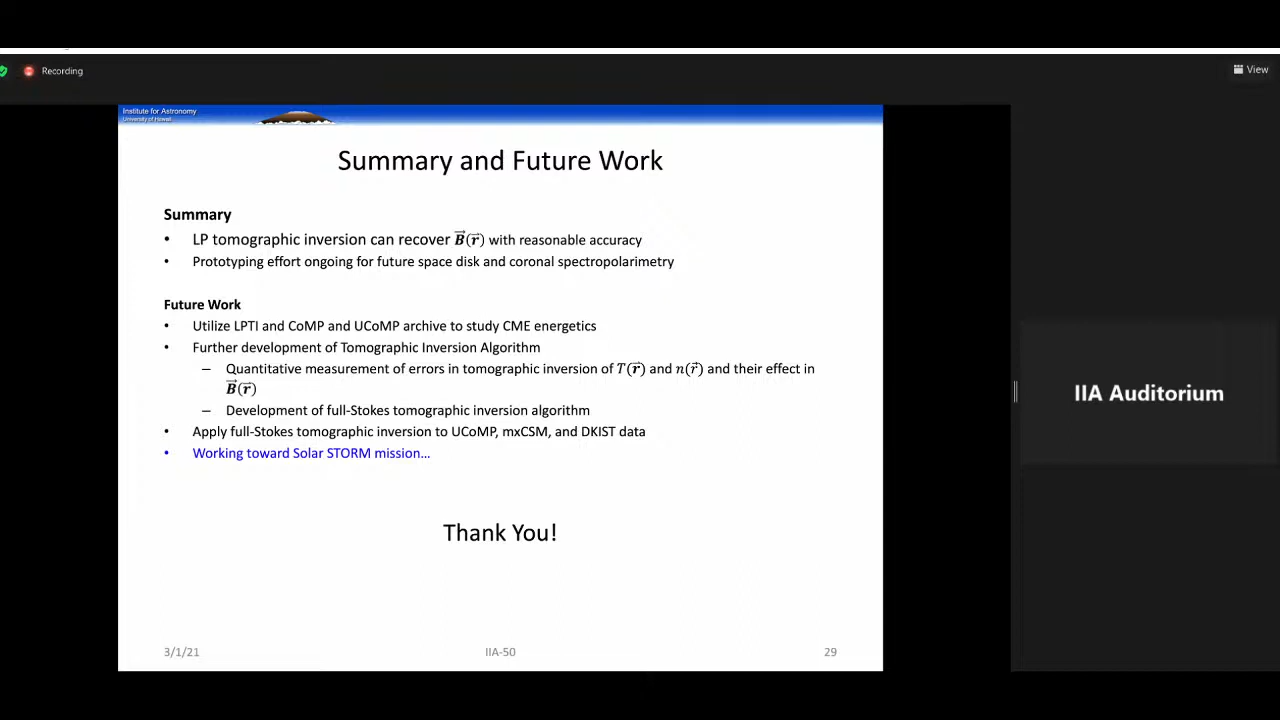 Recording
View
Institute for Astronomy
University of Hawaii
Summary and Future Work
Summary
• LP tomographic inversion can recover B⃗(r⃗) with reasonable accuracy
• Prototyping effort ongoing for future space disk and coronal spectropolarimetry
Future Work
• Utilize LPTI and CoMP and UCoMP archive to study CME energetics
• Further development of Tomographic Inversion Algorithm
– Quantitative measurement of errors in tomographic inversion of T(r⃗) and n(r⃗) and their effect in
B⃗(r⃗)
– Development of full-Stokes tomographic inversion algorithm
• Apply full-Stokes tomographic inversion to UCoMP, mxCSM, and DKIST data
• Working toward Solar STORM mission…
Thank You!
3/1/21
IIA-50
29
IIA Auditorium